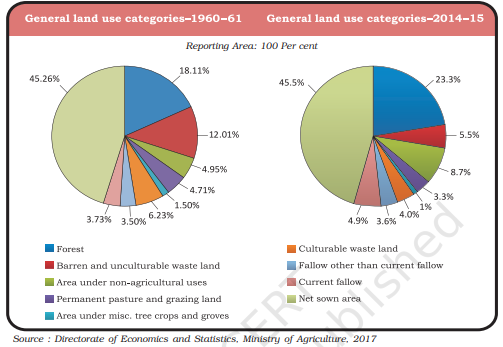 General land use categories–1960–61
General land use categories–2014–15
Reporting Area: 100 Per cent
45.26%
18.11%
12.01%
4.95%
4.71%
1.50%
6.23%
3.50%
3.73%
45.5%
23.3%
5.5%
8.7%
3.3%
1%
4.0%
3.6%
4.9%
Forest
Barren and unculturable waste land
Area under non-agricultural uses
Permanent pasture and grazing land
Area under misc. tree crops and groves
Culturable waste land
Fallow other than current fallow
Current fallow
Net sown area
Source : Directorate of Economics and Statistics, Ministry of Agriculture, 2017